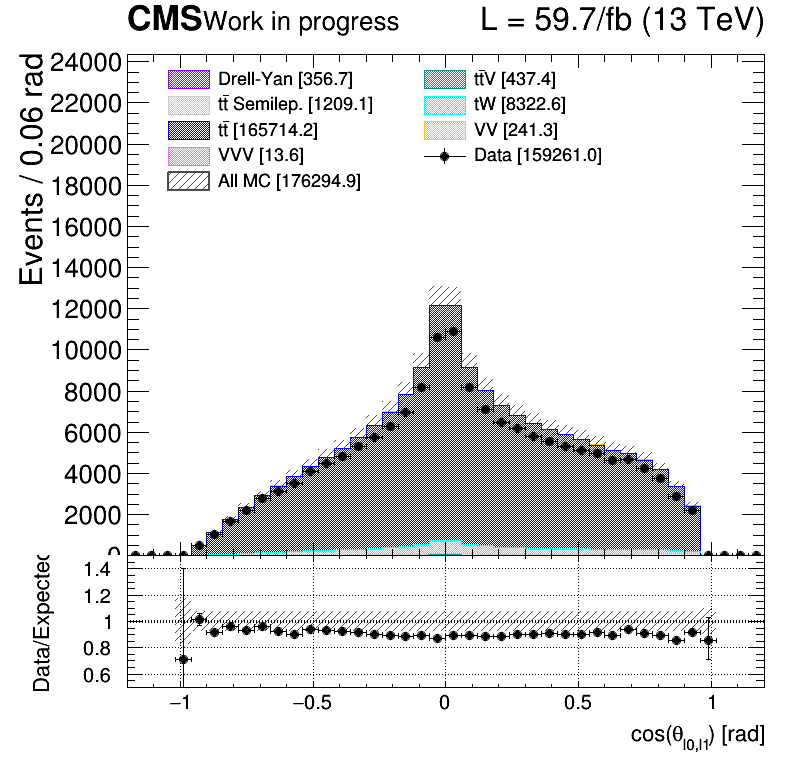 CMS Work in progress L = 59.7/fb (13 TeV)
Events / 0.06 rad
24000
22000
20000
18000
16000
14000
12000
10000
8000
6000
4000
2000
0
Drell-Yan [356.7]
tt̄ Semilep. [1209.1]
tt̄ [165714.2]
VVV [13.6]
All MC [176294.9]
tt̄V [437.4]
tW [8322.6]
VV [241.3]
Data [159261.0]
Data/Expected
1.4
1.2
1
0.8
0.6
−1 −0.5 0 0.5 1
cos(θl0,l1) [rad]